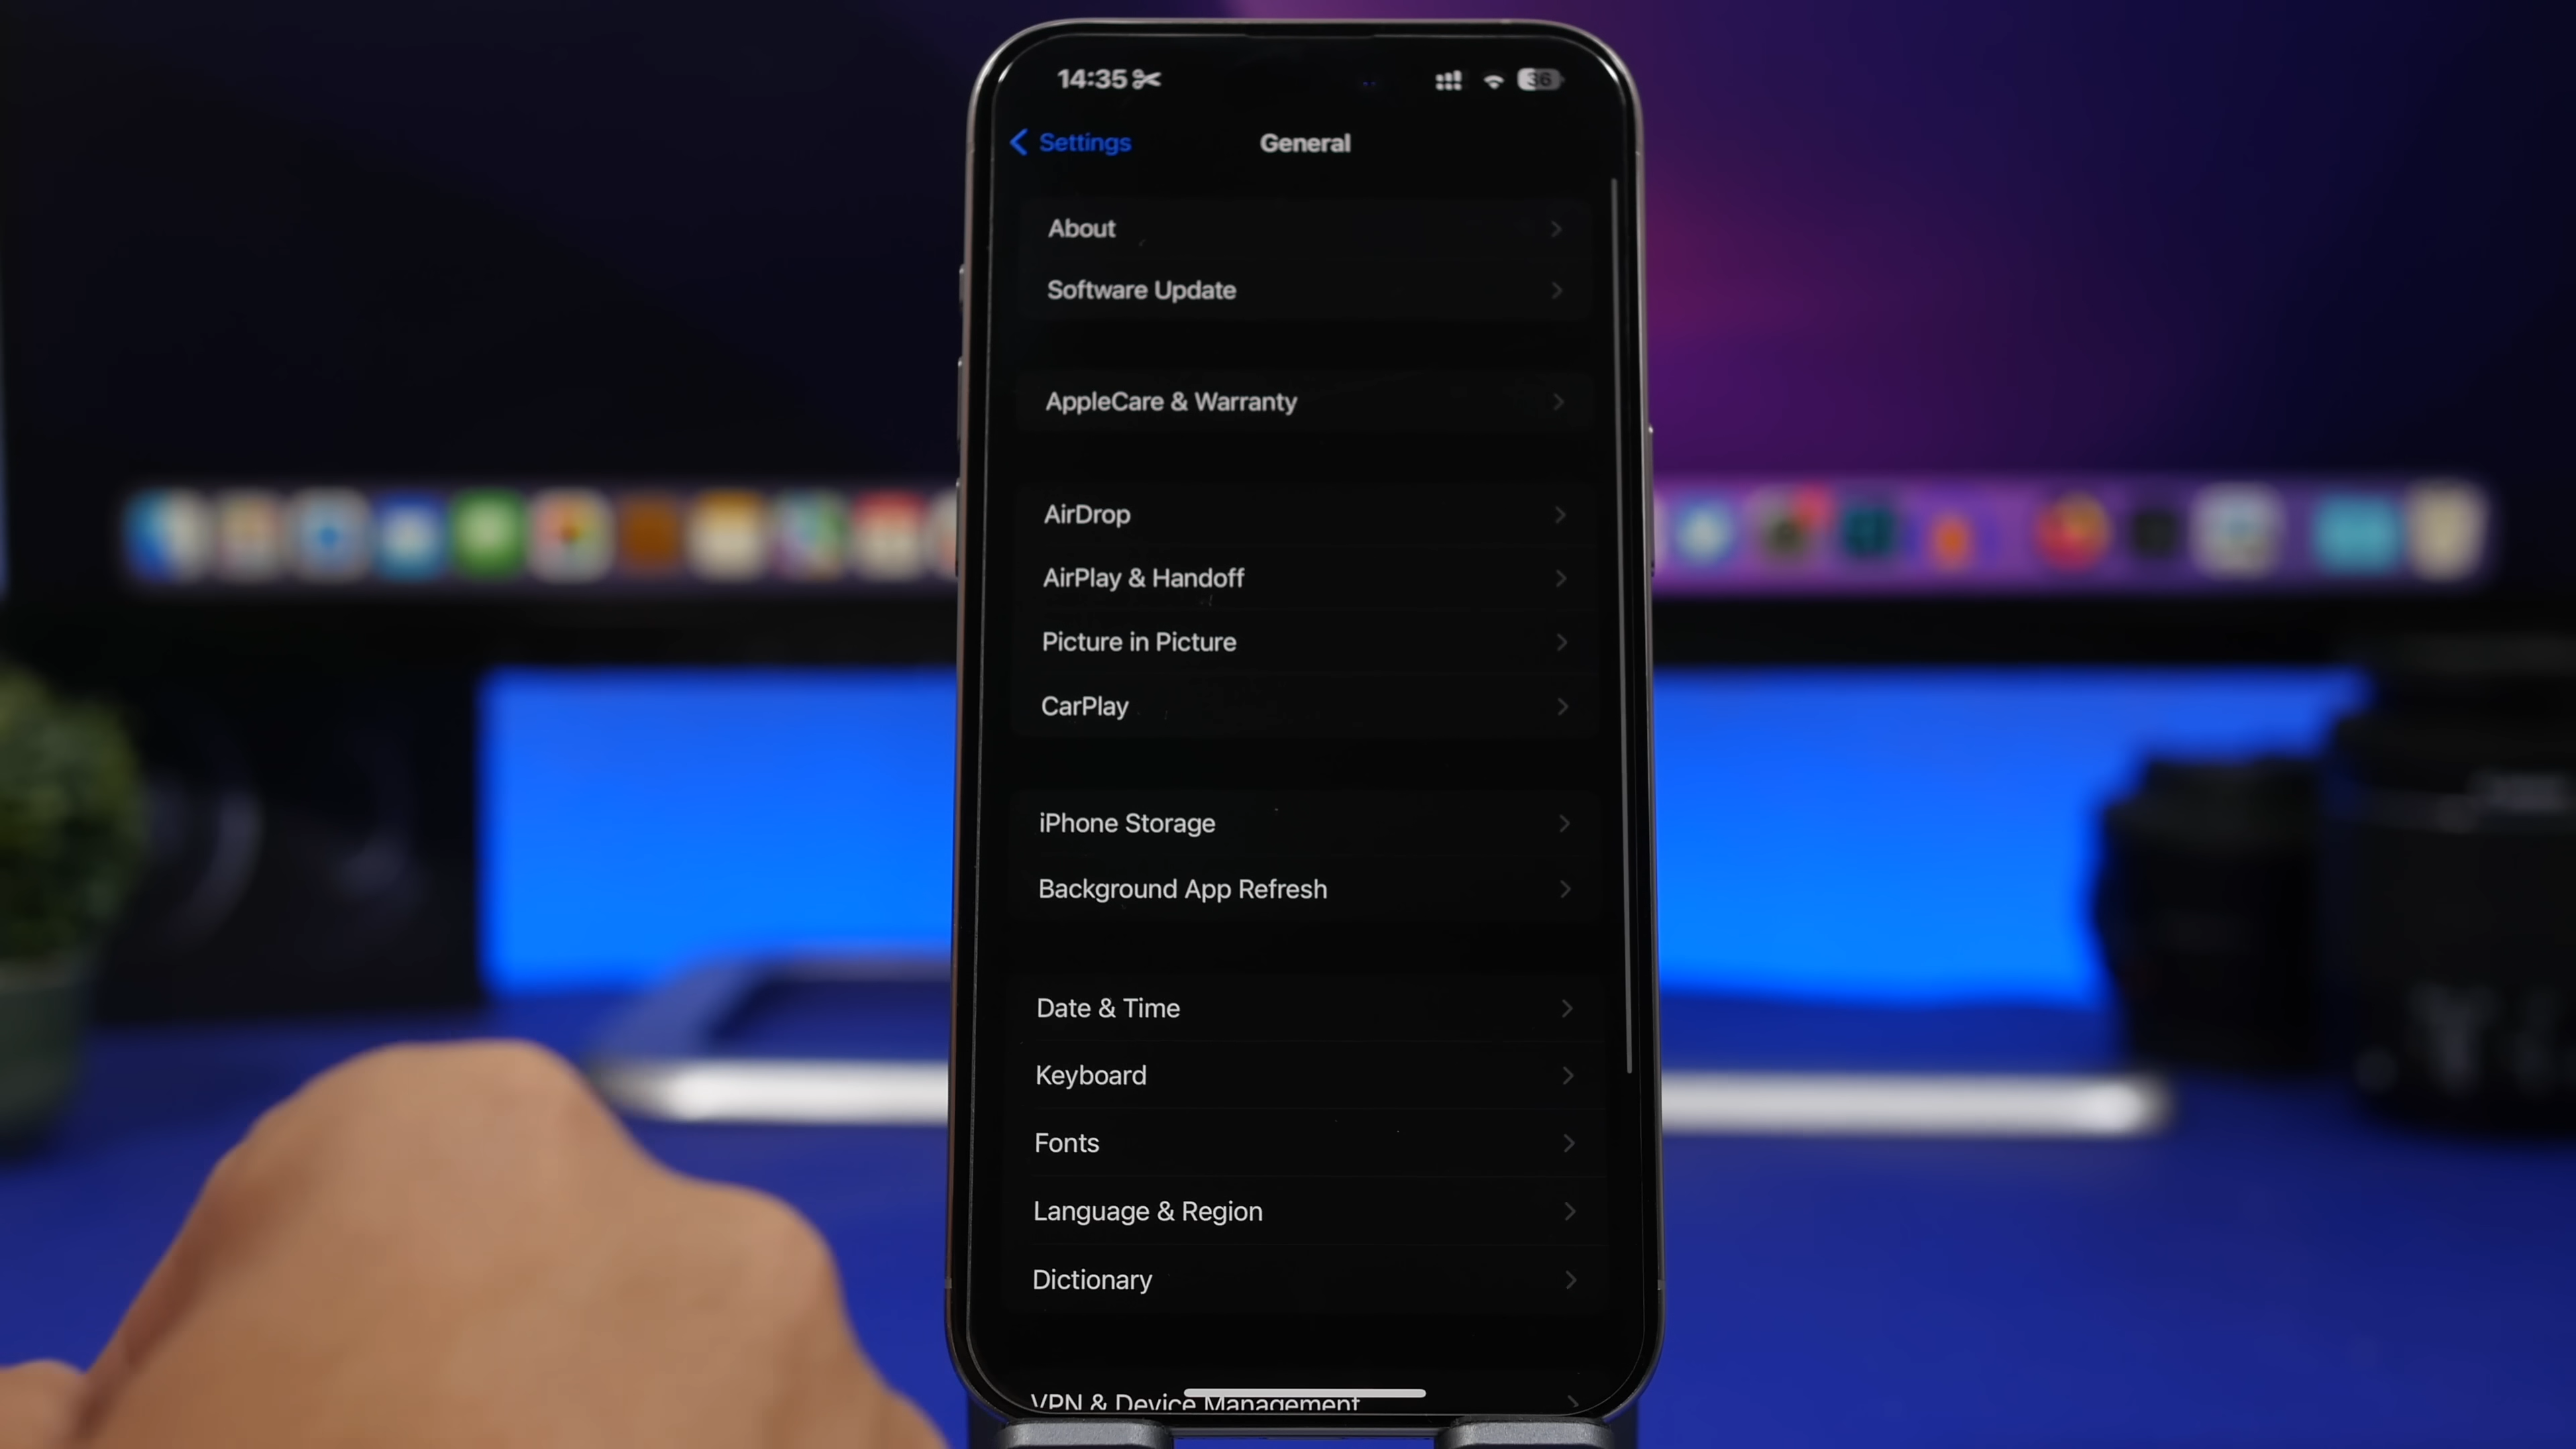 14:35
36
Settings
General
About
Software Update
AppleCare & Warranty
AirDrop
AirPlay & Handoff
Picture in Picture
CarPlay
iPhone Storage
Background App Refresh
Date & Time
Keyboard
Fonts
Language & Region
Dictionary
VPN & Device Management